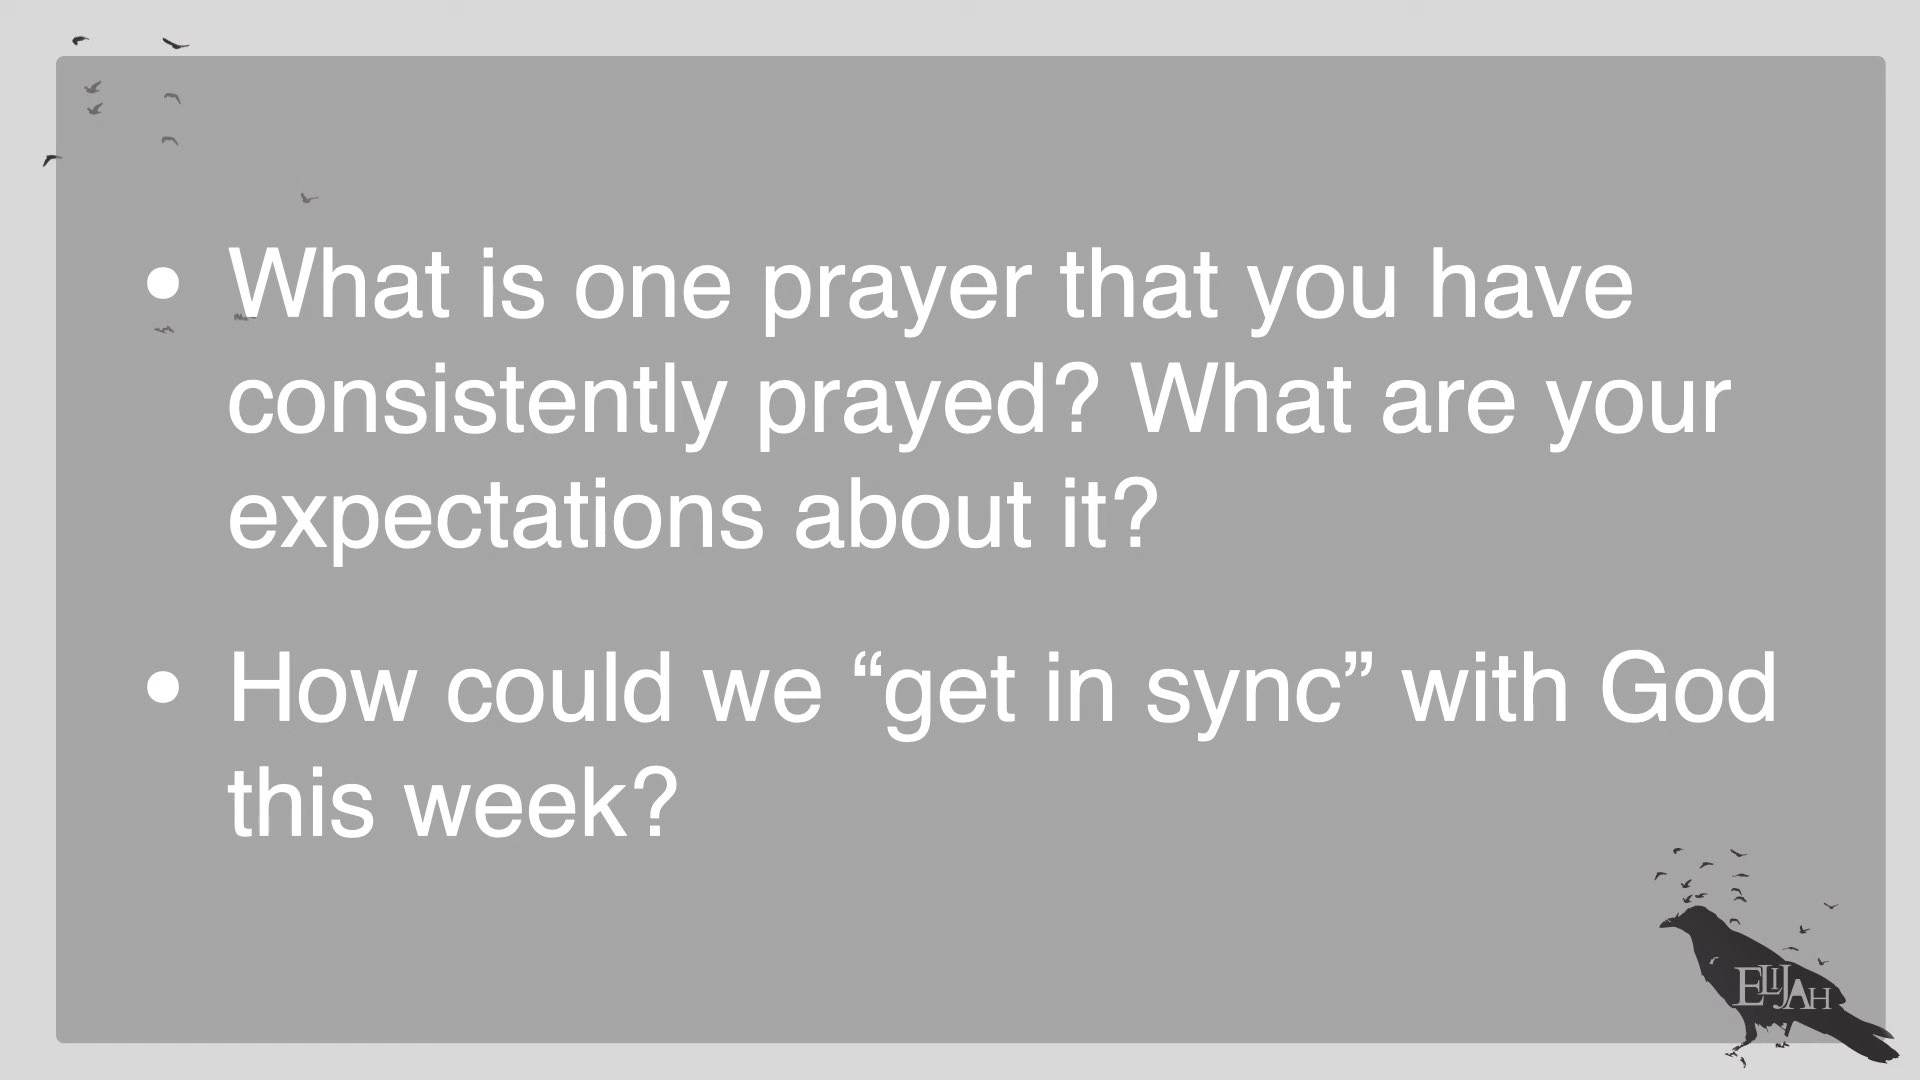 • What is one prayer that you have
consistently prayed? What are your
expectations about it?
• How could we “get in sync” with God
this week?
ELIJAH